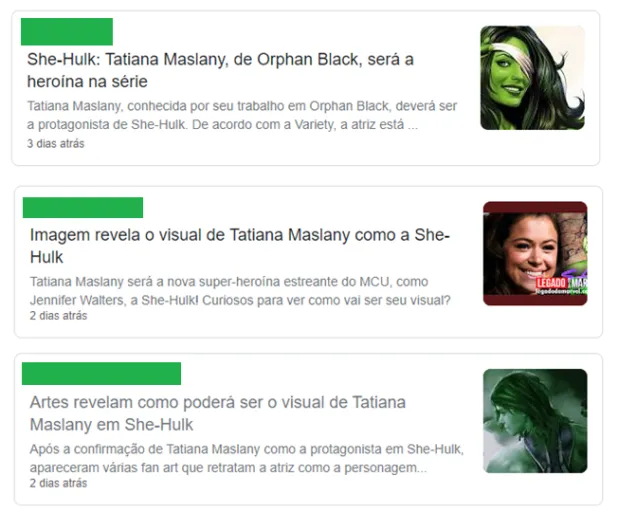 She-Hulk: Tatiana Maslany, de Orphan Black, será a
heroína na série
Tatiana Maslany, conhecida por seu trabalho em Orphan Black, deverá ser
a protagonista de She-Hulk. De acordo com a Variety, a atriz está ...
3 dias atrás
Imagem revela o visual de Tatiana Maslany como a She-
Hulk
Tatiana Maslany será a nova super-heroína estreante do MCU, como
Jennifer Walters, a She-Hulk! Curiosos para ver como vai ser seu visual?
2 dias atrás
LEGADO
Artes revelam como poderá ser o visual de Tatiana
Maslany em She-Hulk
Após a confirmação de Tatiana Maslany como a protagonista em She-Hulk,
apareceram várias fan art que retratam a atriz como a personagem...
2 dias atrás